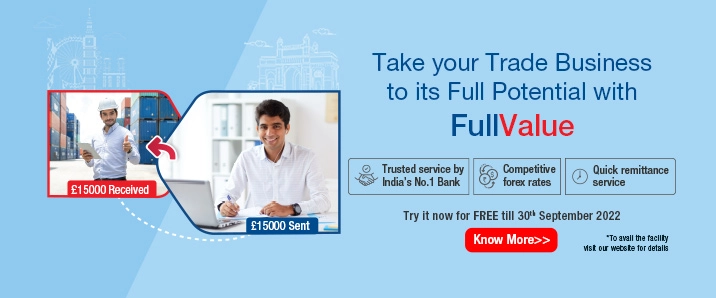 Take your Trade Business
to its Full Potential with
FullValue
£15000 Received
£15000 Sent
Trusted service by
India's No.1 Bank
Competitive
forex rates
Quick remittance
service
Try it now for FREE till 30th September 2022
Know More>>
*To avail the facility
visit our website for details